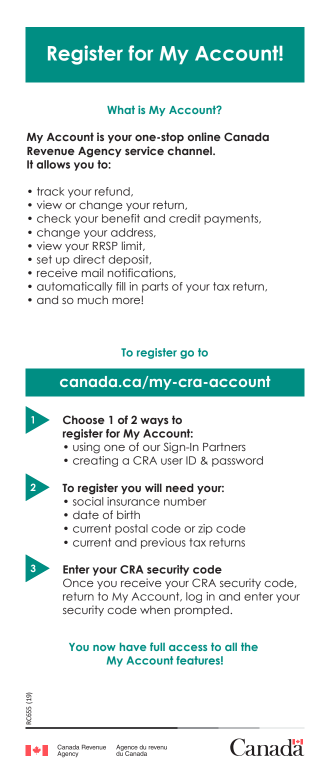 Register for My Account!
What is My Account?
My Account is your one-stop online Canada
Revenue Agency service channel.
It allows you to:
• track your refund,
• view or change your return,
• check your benefit and credit payments,
• change your address,
• view your RRSP limit,
• set up direct deposit,
• receive mail notifications,
• automatically fill in parts of your tax return,
• and so much more!
To register go to
canada.ca/my-cra-account
1 Choose 1 of 2 ways to
register for My Account:
• using one of our Sign-In Partners
• creating a CRA user ID & password
2 To register you will need your:
• social insurance number
• date of birth
• current postal code or zip code
• current and previous tax returns
3 Enter your CRA security code
Once you receive your CRA security code,
return to My Account, log in and enter your
security code when prompted.
You now have full access to all the
My Account features!
RC655 (19)
Canada Revenue
Agency
Agence du revenu
du Canada
Canada